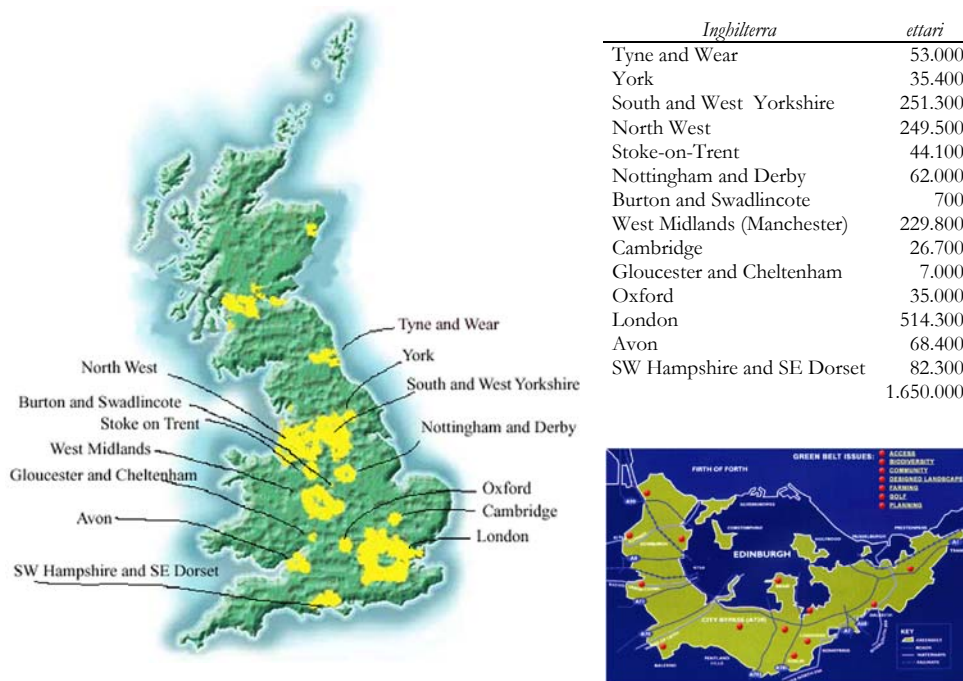 Inghilterra ettari
Tyne and Wear 53.000
York 35.400
South and West Yorkshire 251.300
North West 249.500
Stoke-on-Trent 44.100
Nottingham and Derby 62.000
Burton and Swadlincote 700
West Midlands (Manchester) 229.800
Cambridge 26.700
Gloucester and Cheltenham 7.000
Oxford 35.000
London 514.300
Avon 68.400
SW Hampshire and SE Dorset 82.300
1.650.000
Tyne and Wear
York
North West
South and West Yorkshire
Burton and Swadlincote
Stoke on Trent
Nottingham and Derby
West Midlands
Gloucester and Cheltenham
Oxford
Cambridge
Avon
London
SW Hampshire and SE Dorset
GREEN BELT ISSUES:
ACCESS
BIODIVERSITY
COMMUNITY
DESIGNED LANDSCAPE
FARMING
GOLF
PLANNING
FIRTH OF FORTH
EDINBURGH
CITY BYPASS (A720)
BALERNO
KEY
GREENBELT
ROADS
WATERWAYS
RAILWAYS